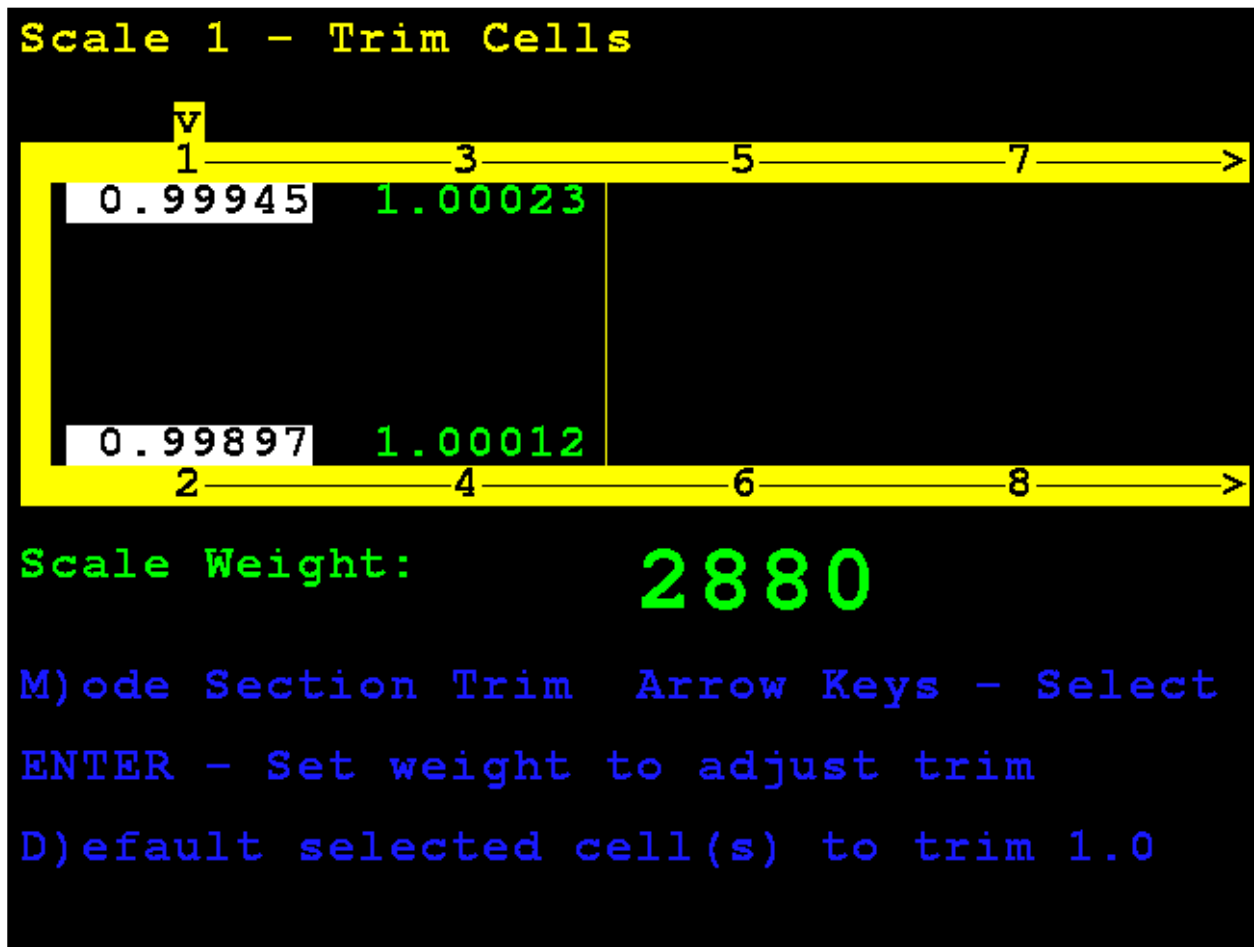 Scale 1 - Trim Cells
v
1 3 5 7 >
0.99945 1.00023
0.99897 1.00012
2 4 6 8 >
Scale Weight: 2880
M)ode Section Trim Arrow Keys - Select
ENTER - Set weight to adjust trim
D)efault selected cell(s) to trim 1.0